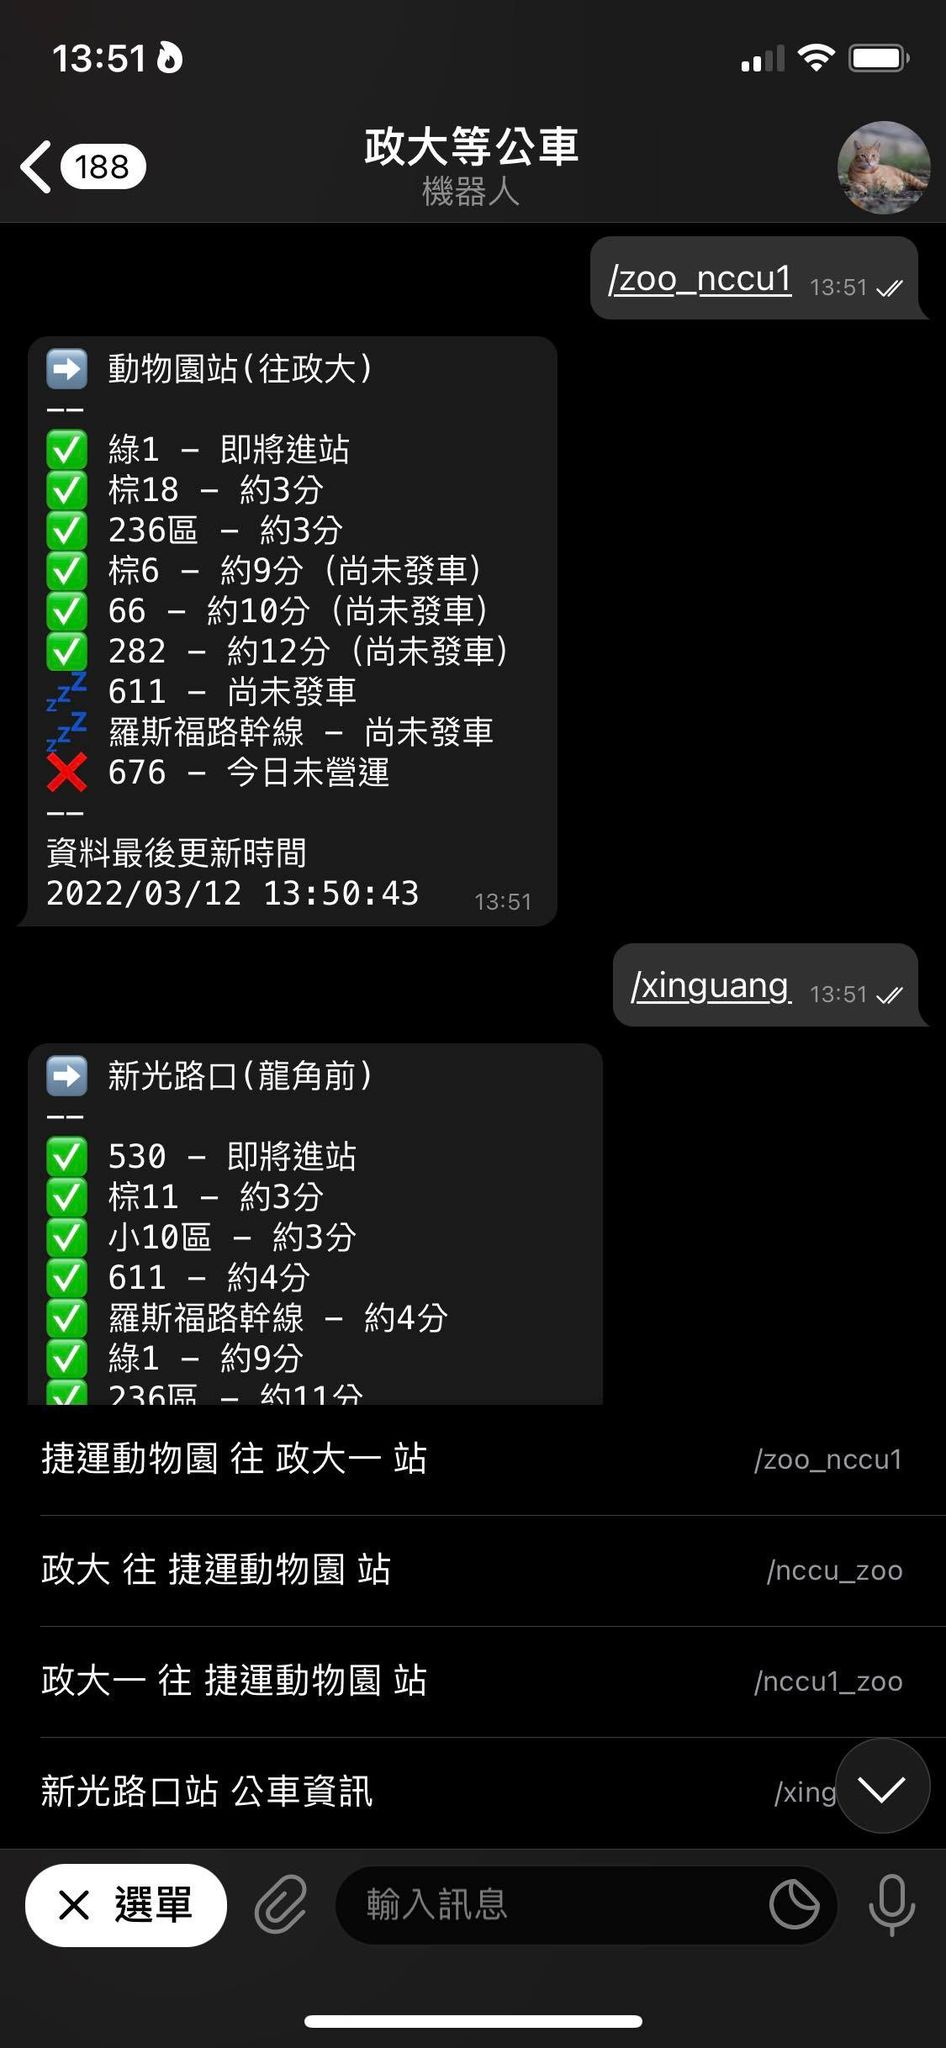 13:51
188
政大等公車
機器人
/zoo_nccu1 13:51
➡️ 動物園站(往政大)
--
✅ 綠1 - 即將進站
✅ 棕18 - 約3分
✅ 236區 - 約3分
✅ 棕6 - 約9分 (尚未發車)
✅ 66 - 約10分 (尚未發車)
✅ 282 - 約12分 (尚未發車)
💤 611 - 尚未發車
💤 羅斯福路幹線 - 尚未發車
❌ 676 - 今日未營運
--
資料最後更新時間
2022/03/12 13:50:43 13:51
/xinguang 13:51
➡️ 新光路口(龍角前)
--
✅ 530 - 即將進站
✅ 棕11 - 約3分
✅ 小10區 - 約3分
✅ 611 - 約4分
✅ 羅斯福路幹線 - 約4分
✅ 綠1 - 約9分
✅ 236區 - 約11分
捷運動物園 往 政大一 站 /zoo_nccu1
政大 往 捷運動物園 站 /nccu_zoo
政大一 往 捷運動物園 站 /nccu1_zoo
新光路口站 公車資訊 /xing
選單
輸入訊息